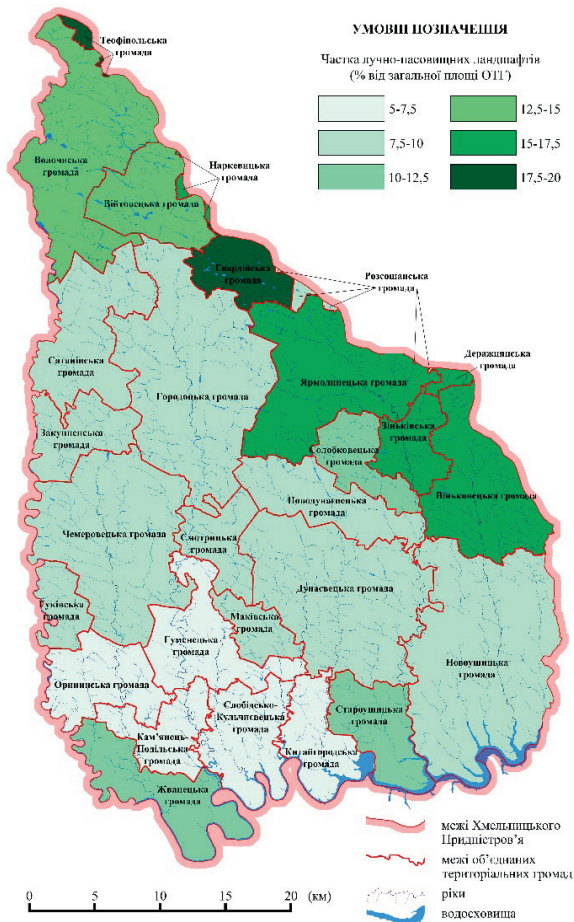 УМОВНІ ПОЗНАЧЕННЯ
Частка лучно-пасовищних ландшафтів
(% від загальної площі ОТГ)
5-7,5
12,5-15
7,5-10
15-17,5
10-12,5
17,5-20
Теофіпольська
громада
Волочиська
громада
Наркевицька
громада
Війтовецька громада
Гвардійська
громада
Розсошанська
громада
Сатанівська
громада
Городоцька громада
Ярмолинецька громада
Деражнянська
громада
Зіньківська
громада
Закупненська
громада
Солобковецька
громада
Віньковецька громада
Новодунаєвецька
громада
Чемеровецька громада
Смотрицька
громада
Дунаєвецька громада
Гуківська
громада
Маківська
громада
Гуменецька
громада
Новоушицька
громада
Орининська громада
Слобідсько-
Кульчієвецька
громада
Староушицька
громада
Кам'янець-
Подільська
громада
Китайгородська
громада
Жванецька
громада
межі Хмельницького
Придністров'я
межі об'єднаних
територіальних громад
ріки
водосховища
0 5 10 15 20 (км)